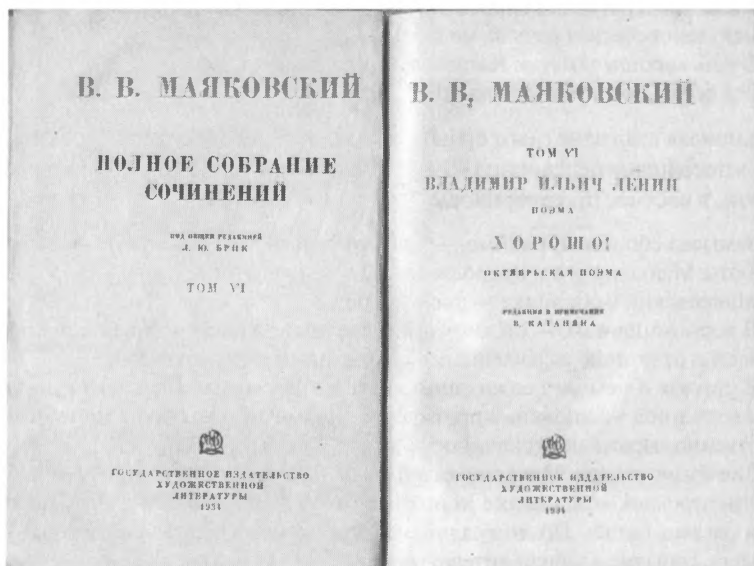 В. В. МАЯКОВСКИЙ
ПОЛНОЕ СОБРАНИЕ
СОЧИНЕНИЙ
ПОД ОБЩЕЙ РЕДАКЦИЕЙ
Л. Ю. БРИК
ТОМ VI
ГОСУДАРСТВЕННОЕ ИЗДАТЕЛЬСТВО
ХУДОЖЕСТВЕННОЙ
ЛИТЕРАТУРЫ
1934
В. В. МАЯКОВСКИЙ
ТОМ VI
ВЛАДИМИР ИЛЬИЧ ЛЕНИН
ПОЭМА
ХОРОШО!
ОКТЯБРЬСКАЯ ПОЭМА
РЕДАКЦИЯ И ПРИМЕЧАНИЯ
В. КАТАНЯНА
ГОСУДАРСТВЕННОЕ ИЗДАТЕЛЬСТВО
ХУДОЖЕСТВЕННОЙ
ЛИТЕРАТУРЫ
1934